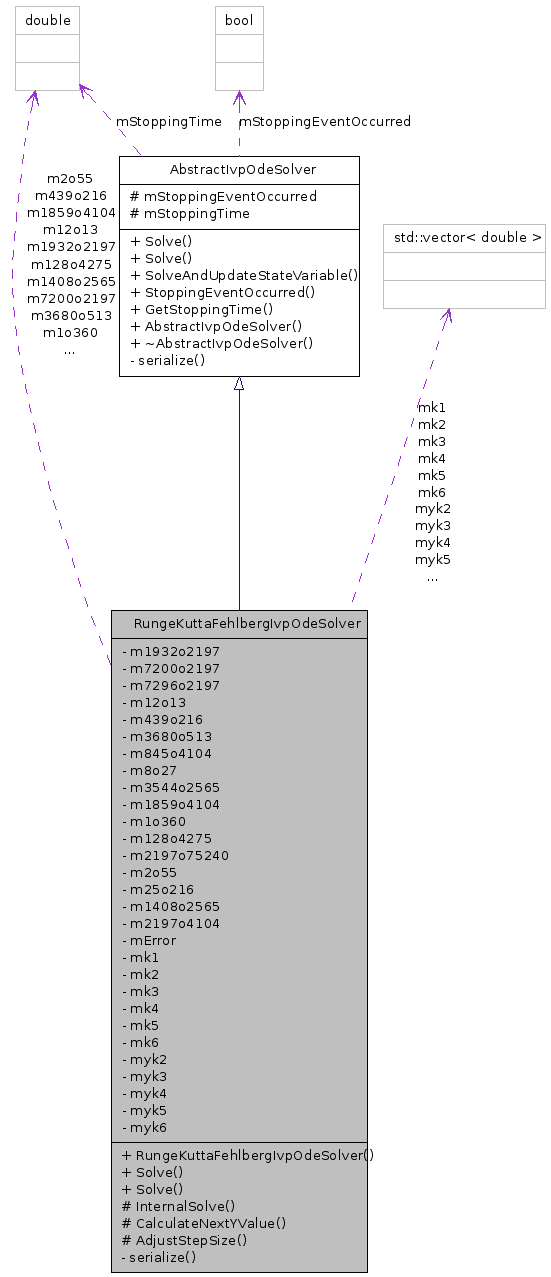 double
bool
mStoppingTime
mStoppingEventOccurred
AbstractIvpOdeSolver
# mStoppingEventOccurred
# mStoppingTime
+ Solve()
+ Solve()
+ SolveAndUpdateStateVariable()
+ StoppingEventOccurred()
+ GetStoppingTime()
+ AbstractIvpOdeSolver()
+ ~AbstractIvpOdeSolver()
- serialize()
m2o55
m439o216
m1859o4104
m12o13
m1932o2197
m128o4275
m1408o2565
m7200o2197
m3680o513
m1o360
...
std::vector< double >
mk1
mk2
mk3
mk4
mk5
mk6
myk2
myk3
myk4
myk5
...
RungeKuttaFehlbergIvpOdeSolver
- m1932o2197
- m7200o2197
- m7296o2197
- m12o13
- m439o216
- m3680o513
- m845o4104
- m8o27
- m3544o2565
- m1859o4104
- m1o360
- m128o4275
- m2197o75240
- m2o55
- m25o216
- m1408o2565
- m2197o4104
- mError
- mk1
- mk2
- mk3
- mk4
- mk5
- mk6
- myk2
- myk3
- myk4
- myk5
- myk6
+ RungeKuttaFehlbergIvpOdeSolver()
+ Solve()
+ Solve()
# InternalSolve()
# CalculateNextYValue()
# AdjustStepSize()
- serialize()